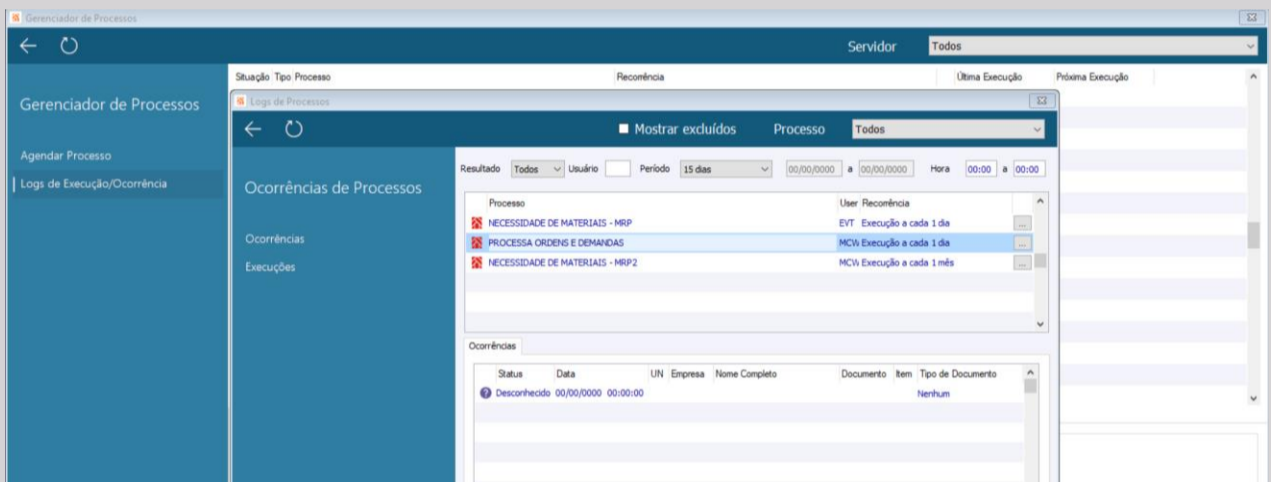 Gerenciador de Processos
Servidor Todos
Situação Tipo Processo Recorrência Última Execução Próxima Execução
Gerenciador de Processos
Agendar Processo
Logs de Execução/Ocorrência
Logs de Processos
Mostrar excluídos Processo Todos
Resultado Todos Usuário Período 15 dias 00/00/0000 a 00/00/0000 Hora 00:00 a 00:00
Ocorrências de Processos
Ocorrências
Execuções
Processo User Recorrência
NECESSIDADE DE MATERIAIS - MRP EVT Execução a cada 1 dia ...
PROCESSA ORDENS E DEMANDAS Execução a cada 1 dia ...
NECESSIDADE DE MATERIAIS - MRP2 Execução a cada 1 mês ...
Ocorrências
Status Data UN Empresa Nome Completo Documento Item Tipo de Documento
Desconhecido 00/00/0000 00:00:00 Nenhum